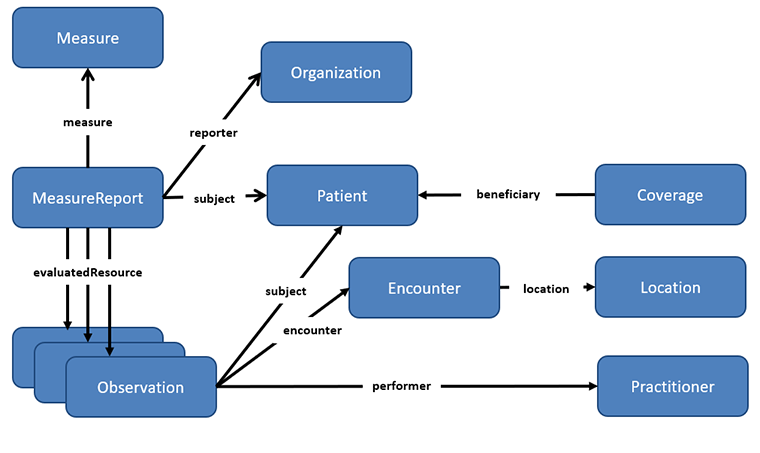 Measure
Organization
measure
reporter
MeasureReport
subject
Patient
beneficiary
Coverage
evaluatedResource
subject
Encounter
location
Location
encounter
Observation
performer
Practitioner